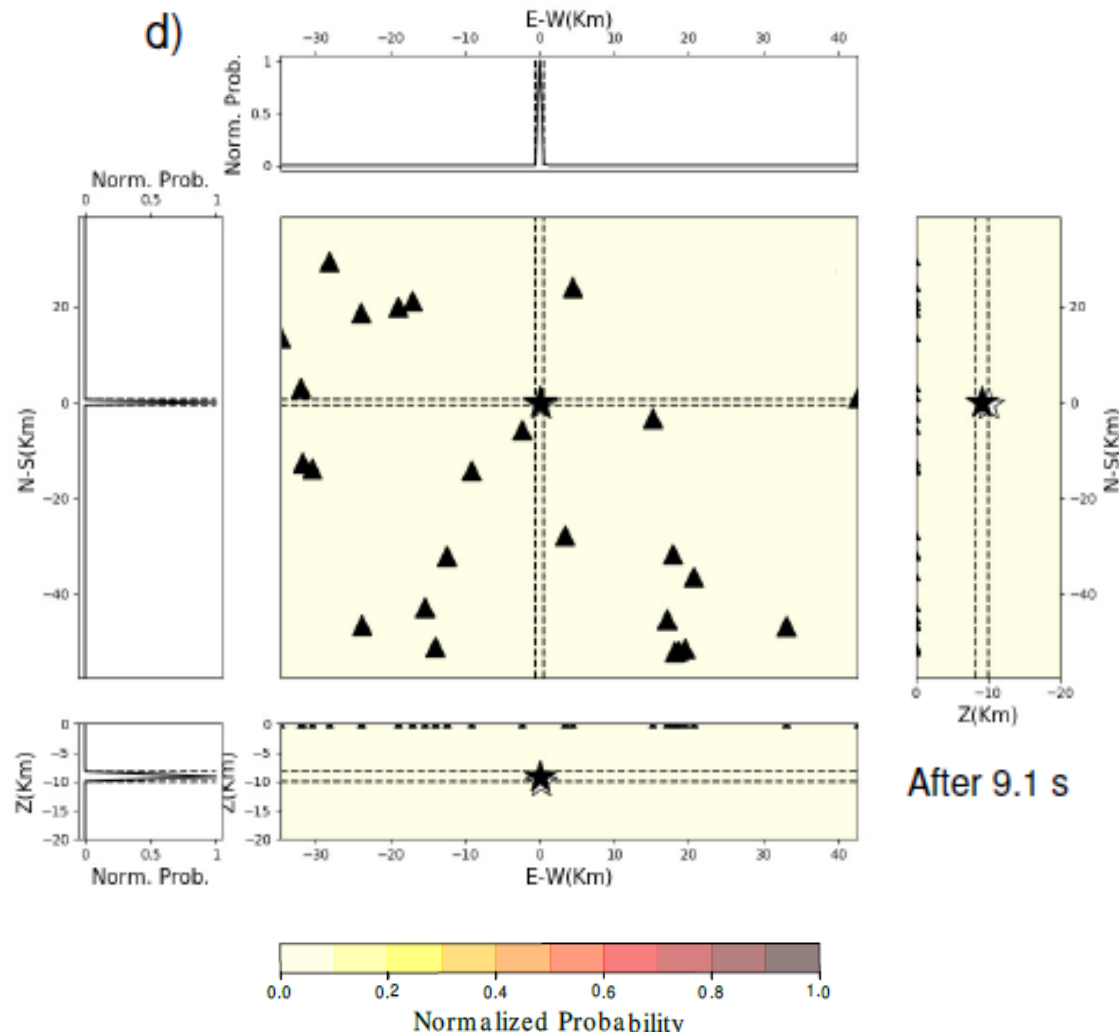 d)
E-W(Km)
−30 −20 −10 0 10 20 30 40
Norm. Prob.
1
0.5
0
Norm. Prob.
0 0.5 1
N-S(Km)
20
0
−20
−40
20
0
−20
−40
N-S(Km)
0 −10 −20
Z(Km)
Z(Km)
0
−5
−10
−15
−20
0 0.5 1
Norm. Prob.
Z(Km)
0
−5
−10
−15
−20
−30 −20 −10 0 10 20 30 40
E-W(Km)
After 9.1 s
0.0 0.2 0.4 0.6 0.8 1.0
Normalized Probability